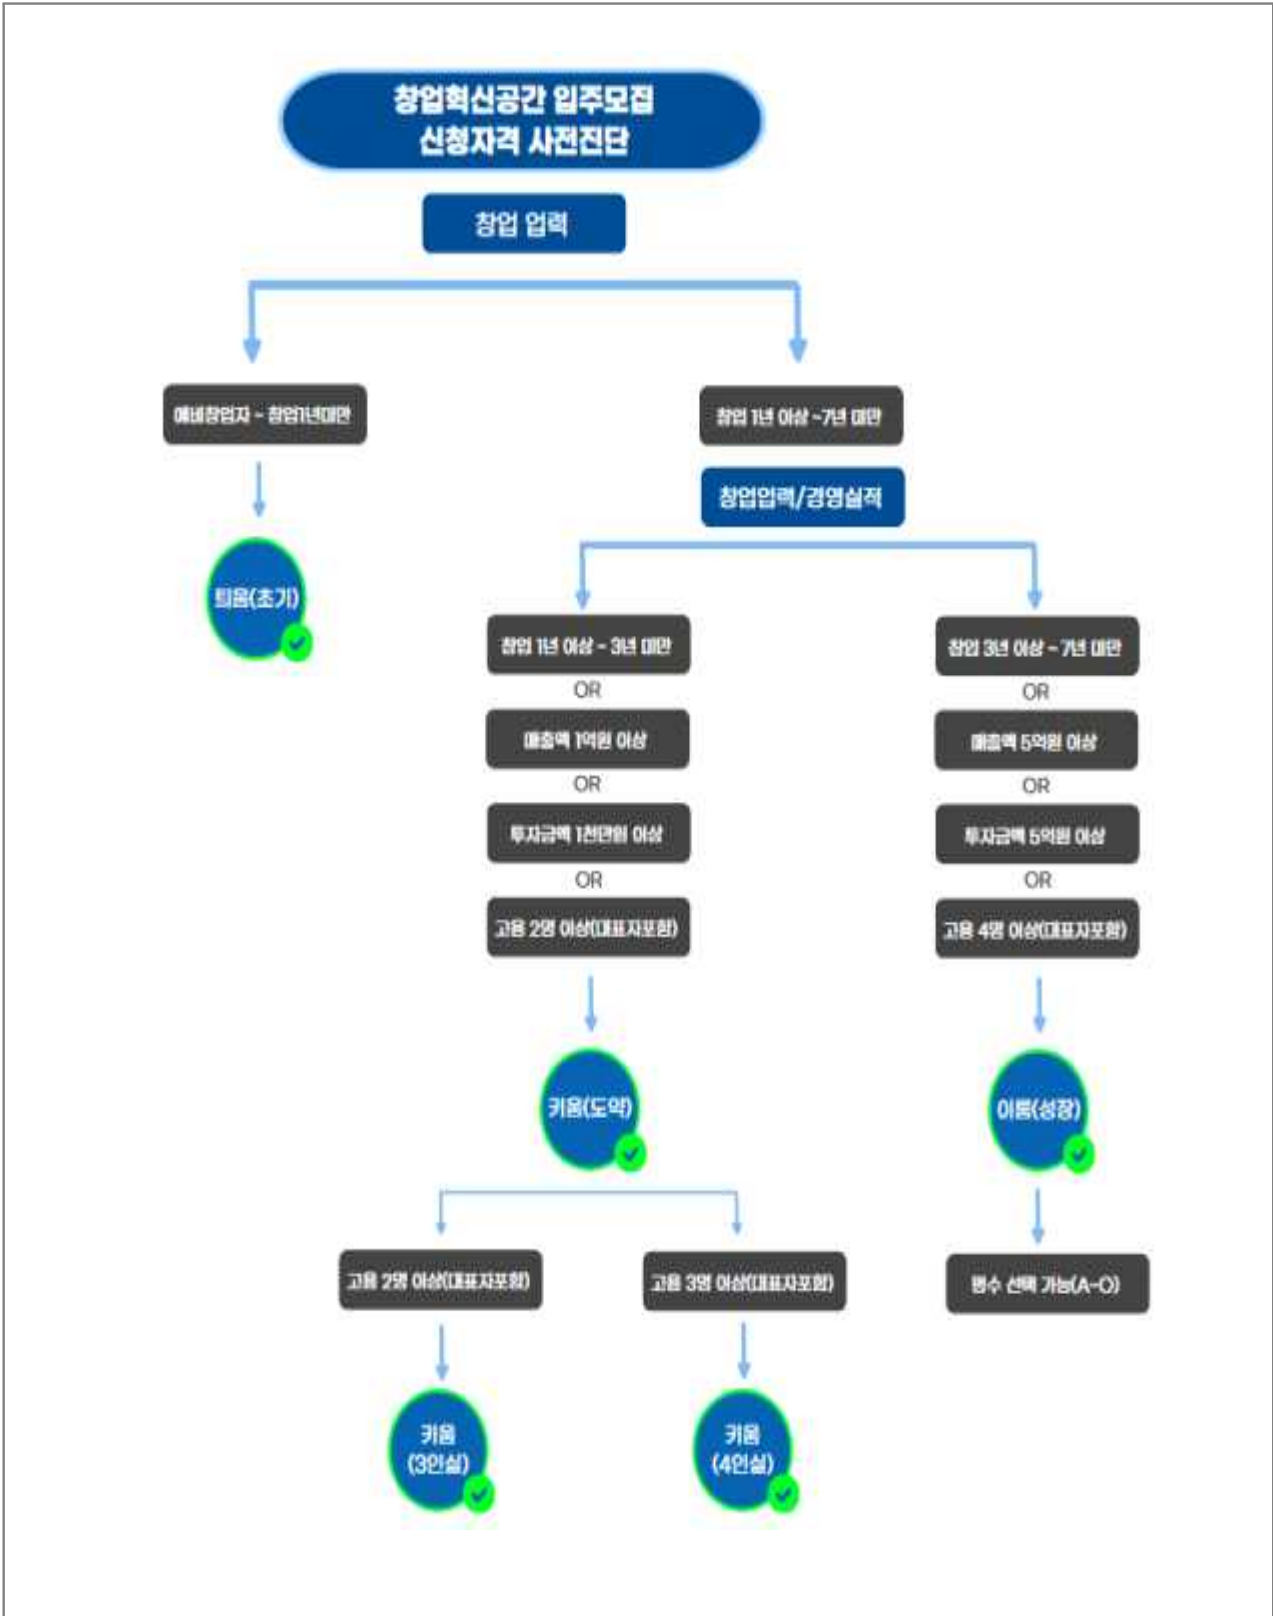 창업혁신공간 입주모집
신청자격 사전진단
창업 업력
예비창업자 ~ 창업1년미만
창업 1년 이상 ~7년 미만
창업업력/경영실적
틔움(초기)
창업 1년 이상 ~ 3년 미만
OR
매출액 1억원 이상
OR
투자금액 1천만원 이상
OR
고용 2명 이상(대표자포함)
키움(도약)
창업 3년 이상 ~ 7년 미만
OR
매출액 5억원 이상
OR
투자금액 5억원 이상
OR
고용 4명 이상(대표자포함)
이룸(성장)
고용 2명 이상(대표자포함)
고용 3명 이상(대표자포함)
평수 선택 가능(A~O)
키움
(3인실)
키움
(4인실)